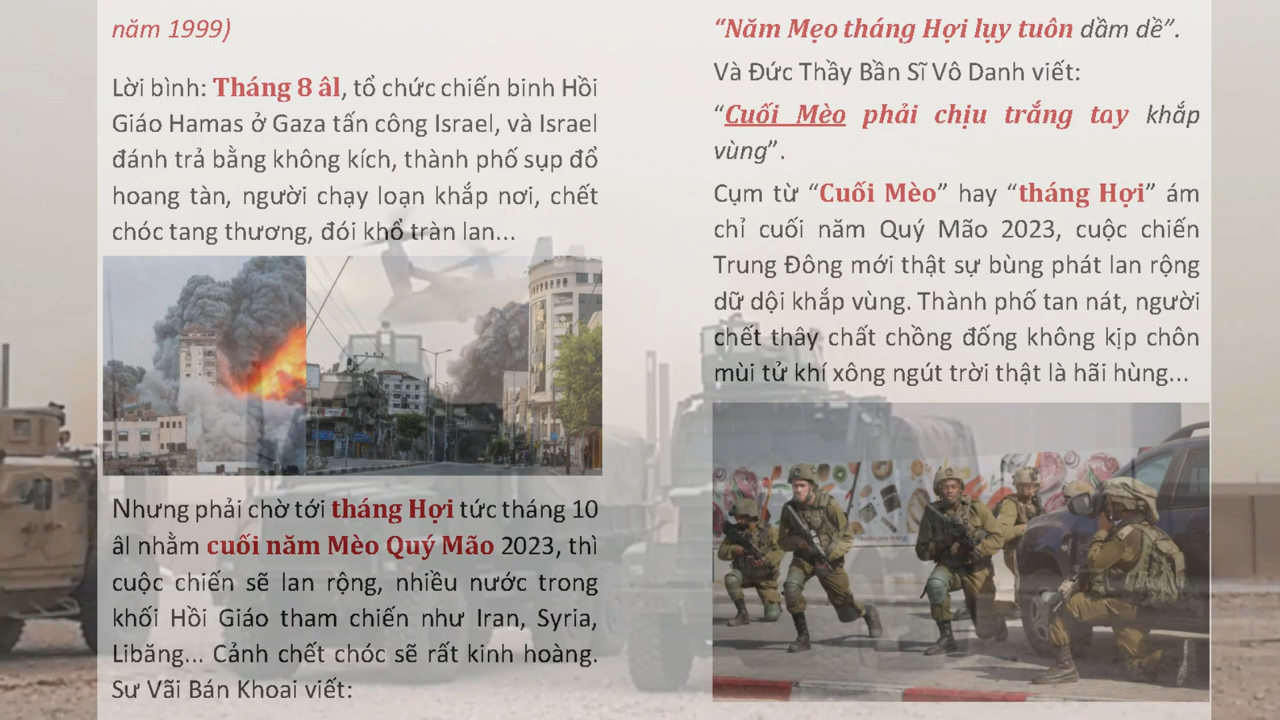 năm 1999)
Lời bình: Tháng 8 âl, tổ chức chiến binh Hồi
Giáo Hamas ở Gaza tấn công Israel, và Israel
đánh trả bằng không kích, thành phố sụp đổ
hoang tàn, người chạy loạn khắp nơi, chết
chóc tang thương, đói khổ tràn lan...
Nhưng phải chờ tới tháng Hợi tức tháng 10
âl nhằm cuối năm Mèo Quý Mão 2023, thì
cuộc chiến sẽ lan rộng, nhiều nước trong
khối Hồi Giáo tham chiến như Iran, Syria,
Libăng... Cảnh chết chóc sẽ rất kinh hoàng.
Sư Vãi Bán Khoai viết:
“Năm Mẹo tháng Hợi lụy tuôn dầm dề”.
Và Đức Thầy Bần Sĩ Vô Danh viết:
“Cuối Mèo phải chịu trắng tay khắp
vùng”.
Cụm từ “Cuối Mèo” hay “tháng Hợi” ám
chỉ cuối năm Quý Mão 2023, cuộc chiến
Trung Đông mới thật sự bùng phát lan rộng
dữ dội khắp vùng. Thành phố tan nát, người
chết thây chất chồng đống không kịp chôn
mùi tử khí xông ngút trời thật là hãi hùng...